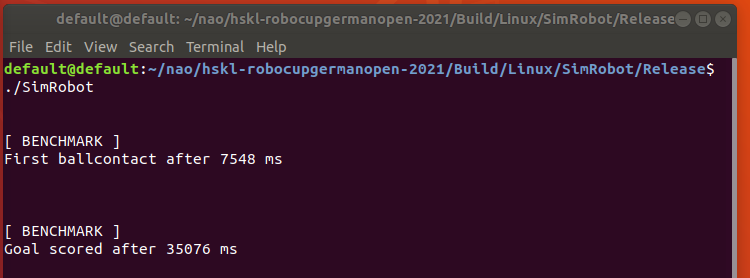 default@default: ~/nao/hskl-robocupgermanopen-2021/Build/Linux/SimRobot/Release
File Edit View Search Terminal Help
default@default:~/nao/hskl-robocupgermanopen-2021/Build/Linux/SimRobot/Release$
./SimRobot
[ BENCHMARK ]
First ballcontact after 7548 ms
[ BENCHMARK ]
Goal scored after 35076 ms